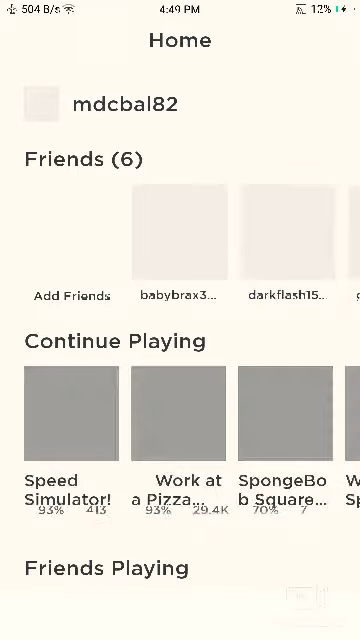 504 B/s 4:49 PM 12%
Home
mdcbal82
Friends (6)
Add Friends babybrax3... darkflash15...
Continue Playing
Speed Work at SpongeBo
Simulator! a Pizza... b Square...
93% 413 93% 29.4K 70% 7
Friends Playing